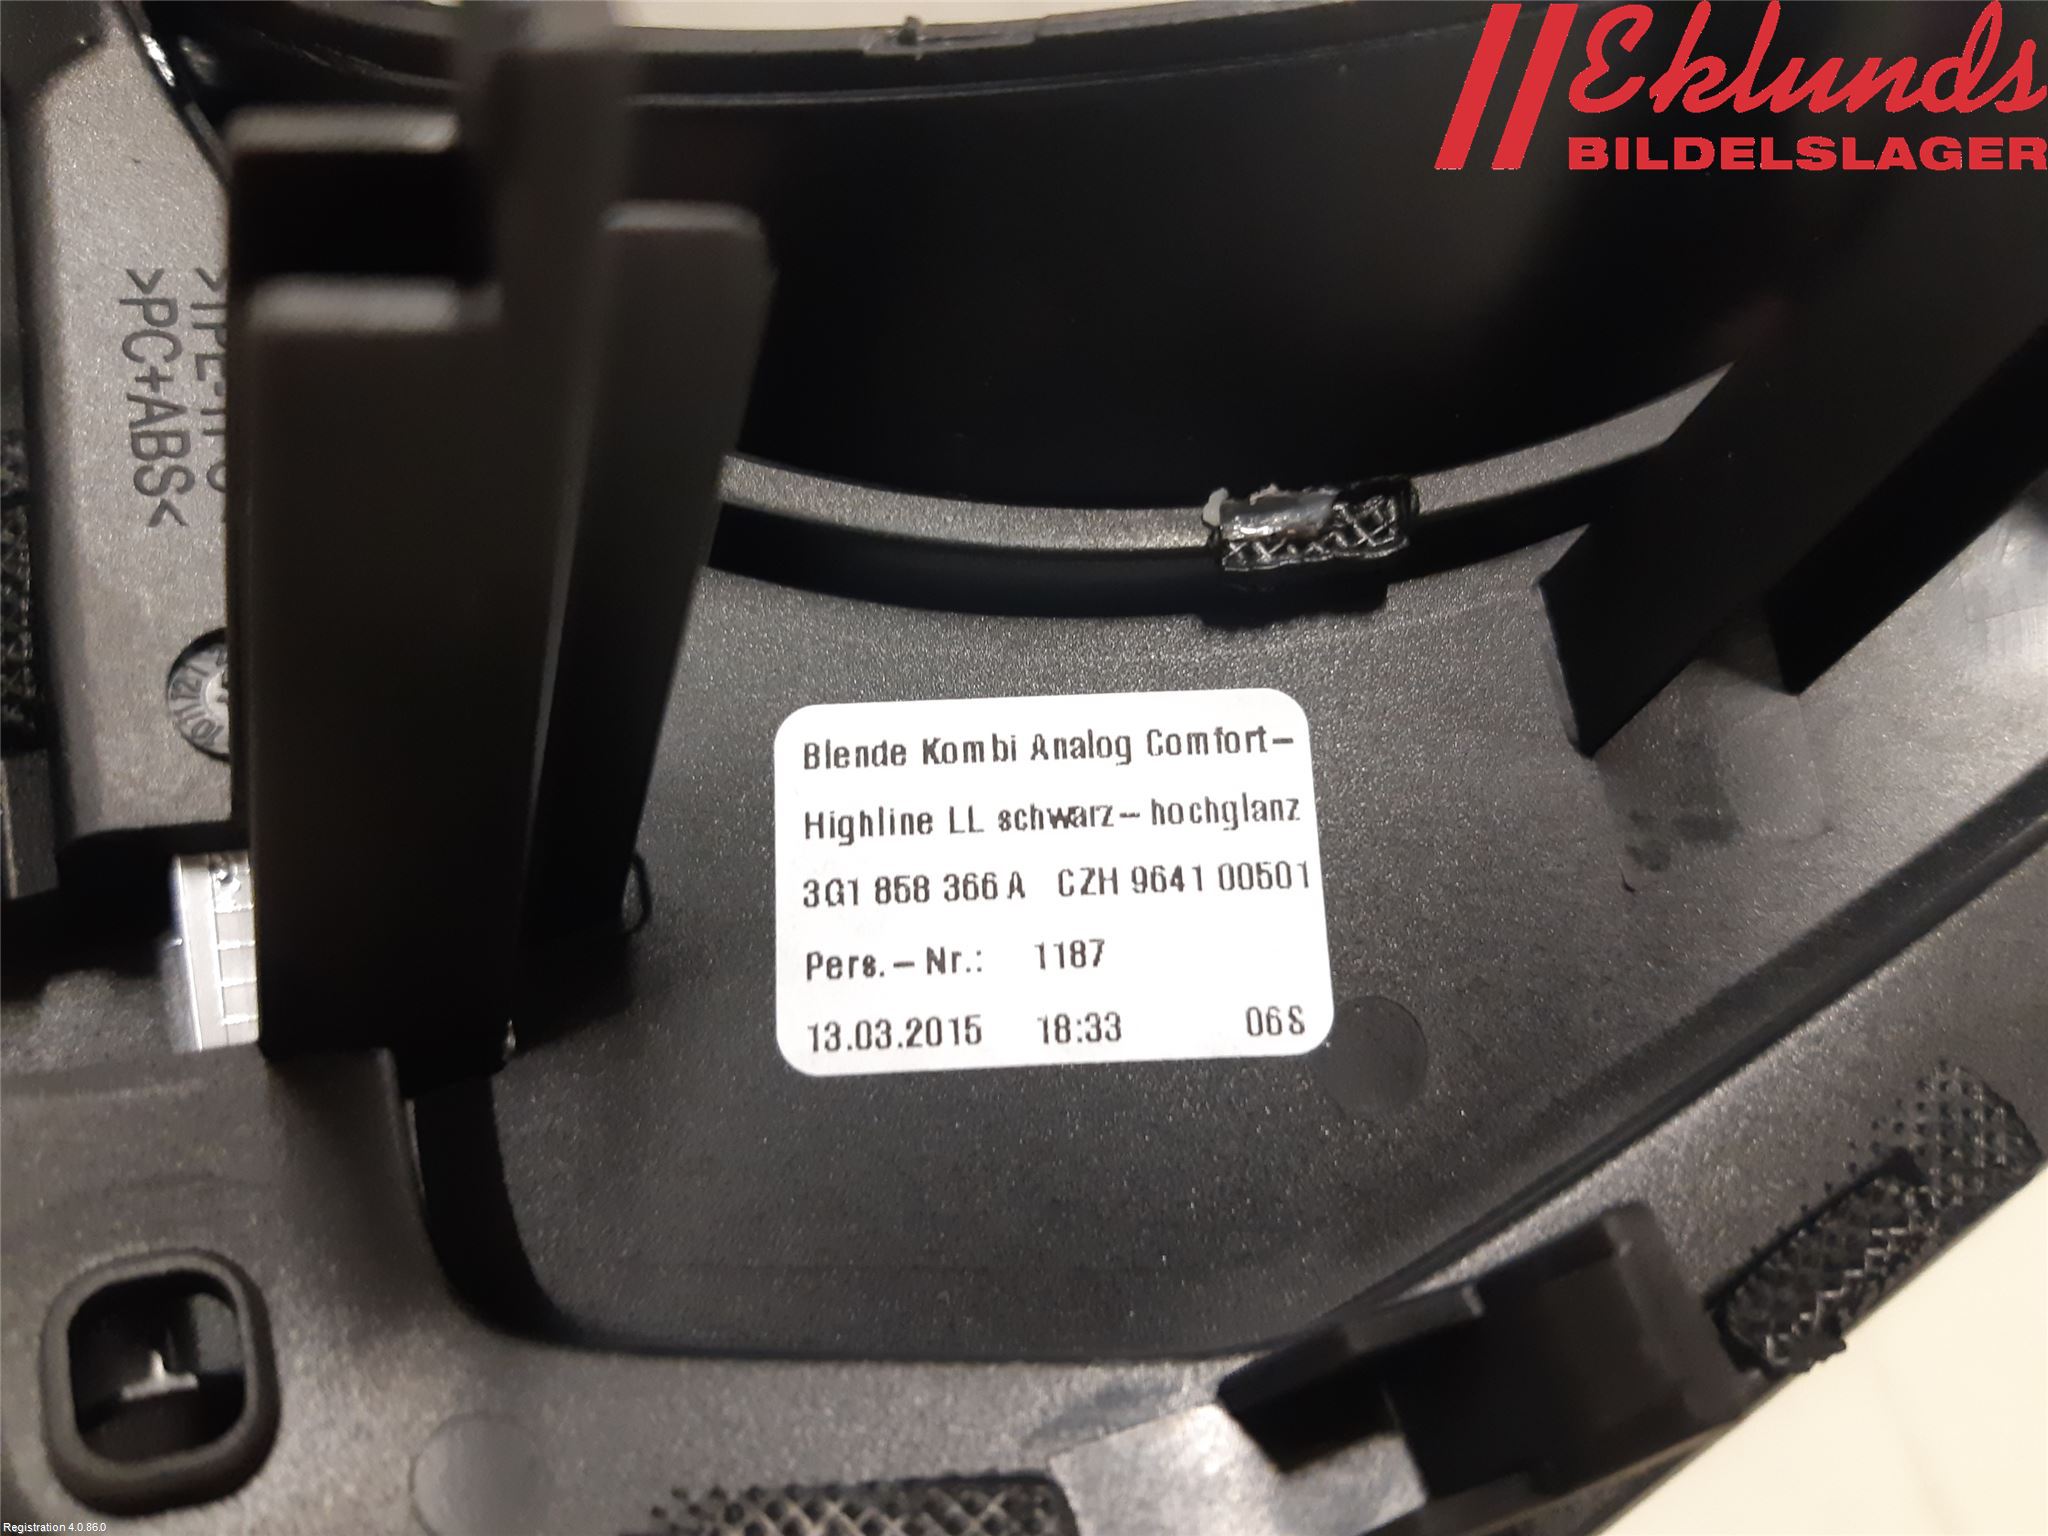 Eklunds
BILDELSLAGER
>PC+ABS<
Blende Kombi Analog Comfort-
Highline LL schwarz- hochglanz
3G1 858 366 A CZH 9641 00501
Pers.- Nr.: 1187
13.03.2015 18:33 06S
Registration 4.0.86.0